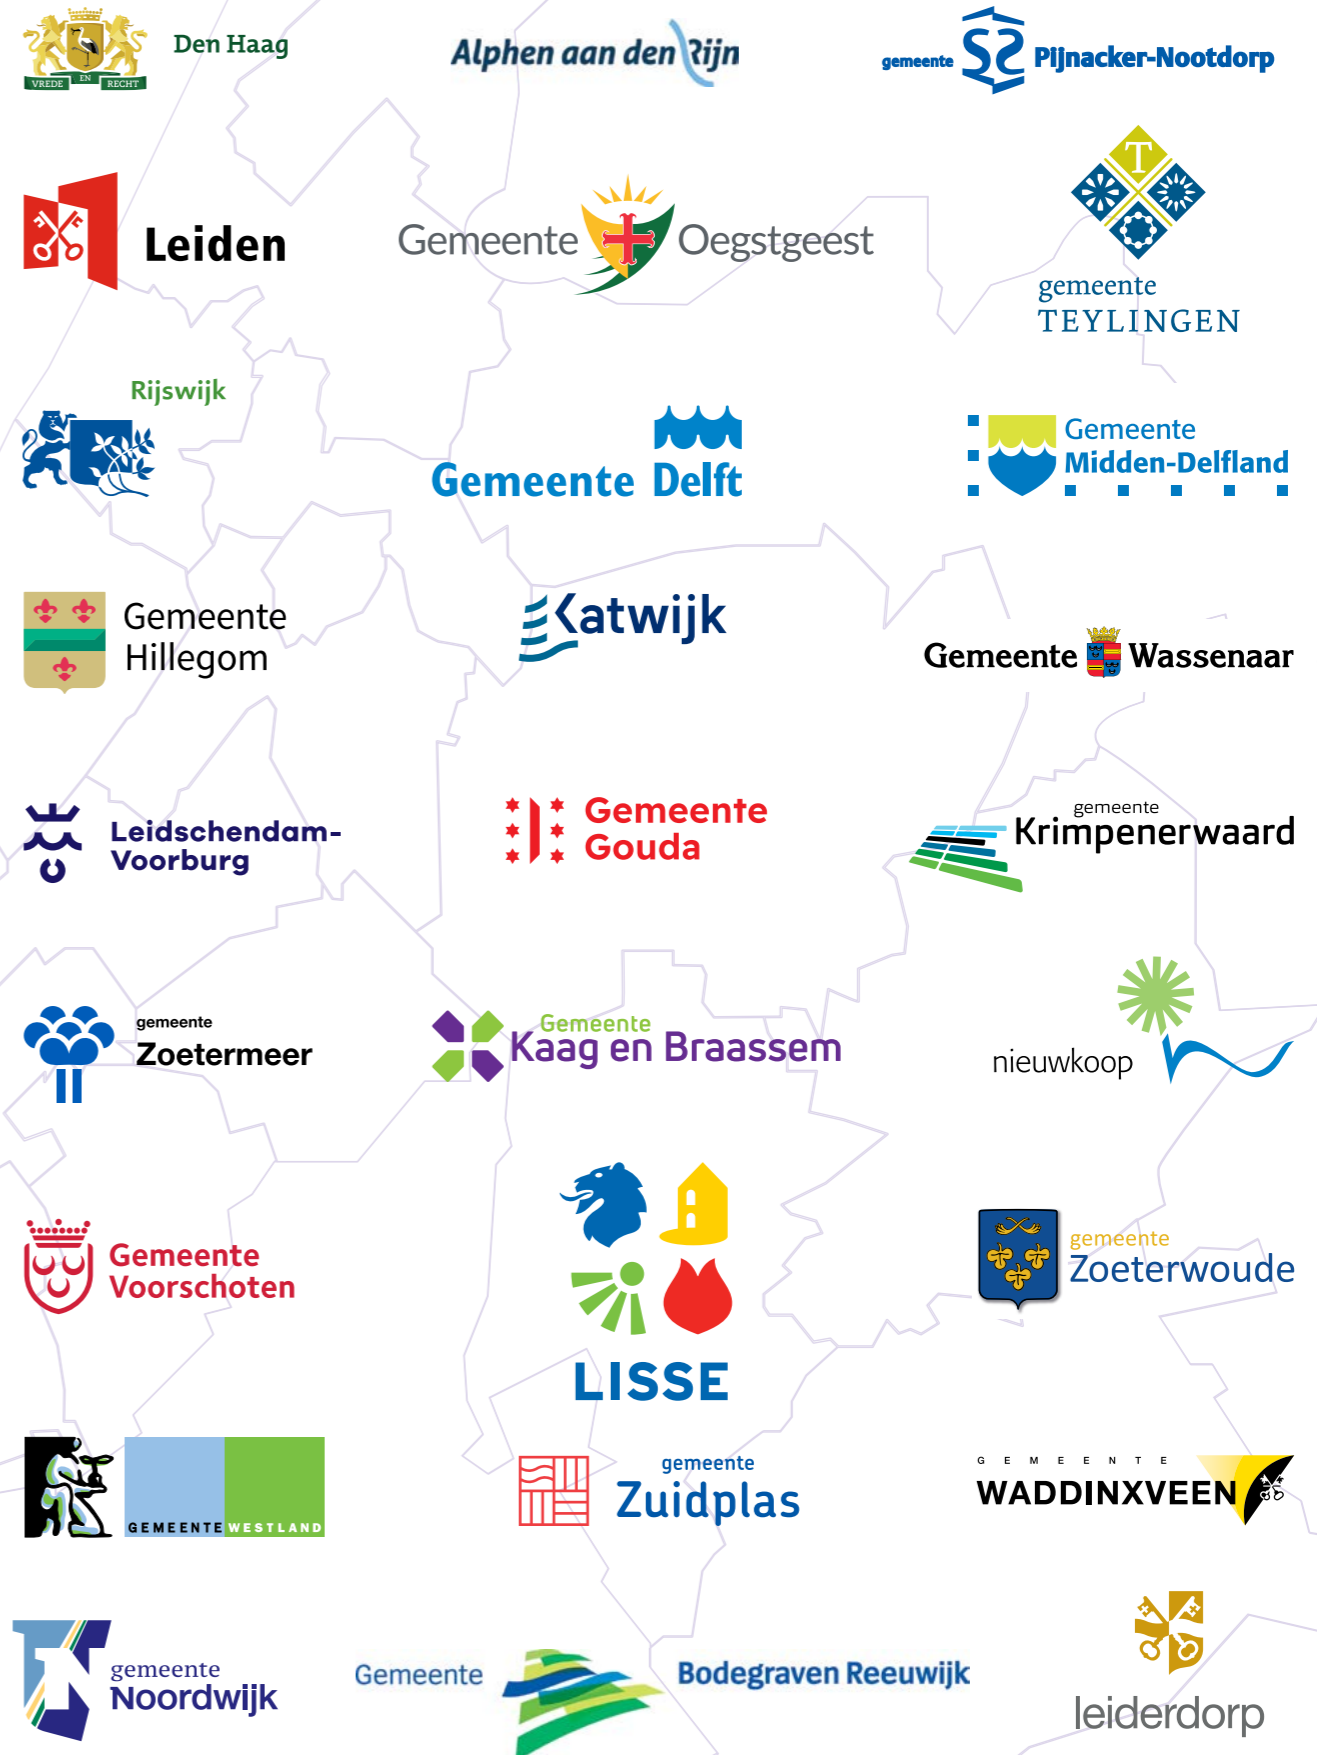 VREDE EN RECHT
Den Haag
Alphen aan den Rijn
gemeente Pijnacker-Nootdorp
Leiden
Gemeente Oegstgeest
T
gemeente
TEYLINGEN
Rijswijk
Gemeente Delft
Gemeente
Midden-Delfland
Gemeente
Hillegom
Katwijk
Gemeente Wassenaar
Leidschendam-
Voorburg
Gemeente
Gouda
gemeente
Krimpenerwaard
gemeente
Zoetermeer
Gemeente
Kaag en Braassem
nieuwkoop
Gemeente
Voorschoten
LISSE
gemeente
Zoeterwoude
GEMEENTE WESTLAND
gemeente
Zuidplas
GEMEENTE
WADDINXVEEN
N
gemeente
Noordwijk
Gemeente Bodegraven Reeuwijk
leiderdorp